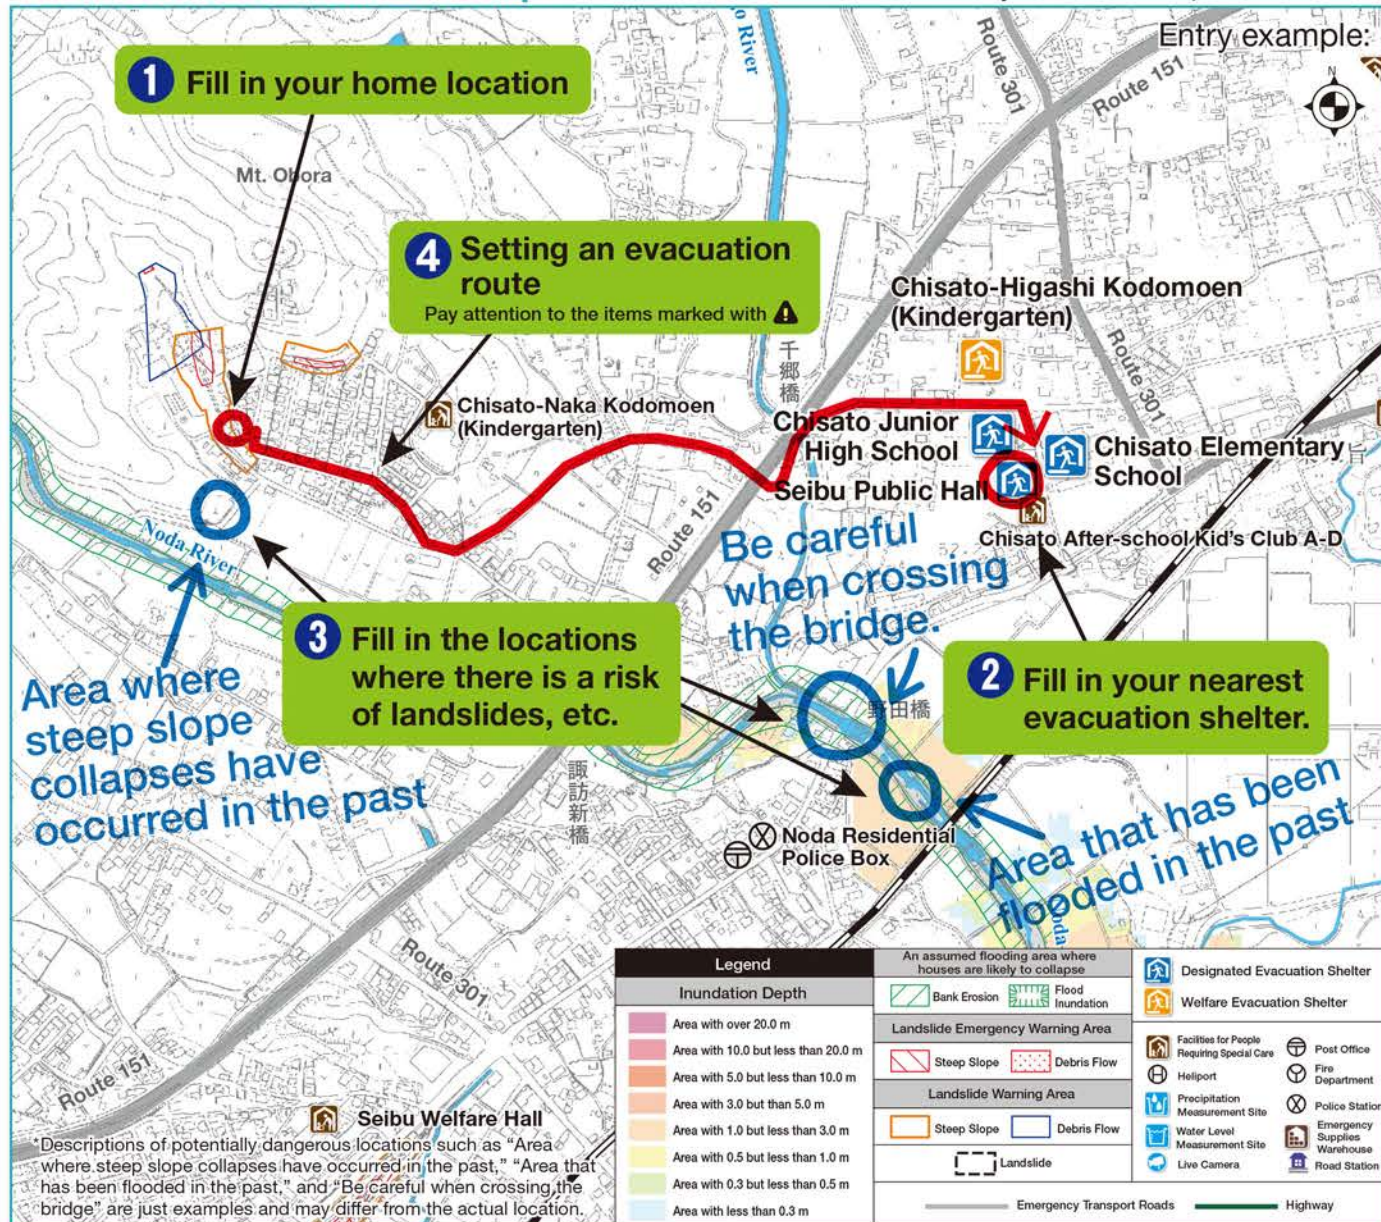 Entry example:
1 Fill in your home location
Mt. Obora
o River
Route 301
Route 151
N
4 Setting an evacuation
route
Pay attention to the items marked with
Chisato-Higashi Kodomoen
(Kindergarten)
千郷橋
Route 301
Chisato-Naka Kodomoen
(Kindergarten)
Chisato Junior
High School
Chisato Elementary
School
Seibu Public Hall
Chisato After-school Kid's Club A-D
Noda River
Route 151
Be careful
when crossing
the bridge.
3 Fill in the locations
where there is a risk
of landslides, etc.
2 Fill in your nearest
evacuation shelter.
Area where
steep slope
collapses have
occurred in the past
野田橋
諏訪新橋
Noda Residential
Police Box
Area that has been
flooded in the past
Noda
Route 301
Route 151
Seibu Welfare Hall
*Descriptions of potentially dangerous locations such as “Area
where steep slope collapses have occurred in the past,” “Area that
has been flooded in the past,” and “Be careful when crossing the
bridge” are just examples and may differ from the actual location.
Legend
Inundation Depth
Area with over 20.0 m
Area with 10.0 but less than 20.0 m
Area with 5.0 but less than 10.0 m
Area with 3.0 but than 5.0 m
Area with 1.0 but less than 3.0 m
Area with 0.5 but less than 1.0 m
Area with 0.3 but less than 0.5 m
Area with less than 0.3 m
An assumed flooding area where
houses are likely to collapse
Bank Erosion
Flood
Inundation
Landslide Emergency Warning Area
Steep Slope
Debris Flow
Landslide Warning Area
Steep Slope
Debris Flow
Landslide
Designated Evacuation Shelter
Welfare Evacuation Shelter
Facilities for People
Requiring Special Care
Post Office
Heliport
Fire
Department
Precipitation
Measurement Site
Police Station
Water Level
Measurement Site
Emergency
Supplies
Warehouse
Live Camera
Road Station
Emergency Transport Roads
Highway